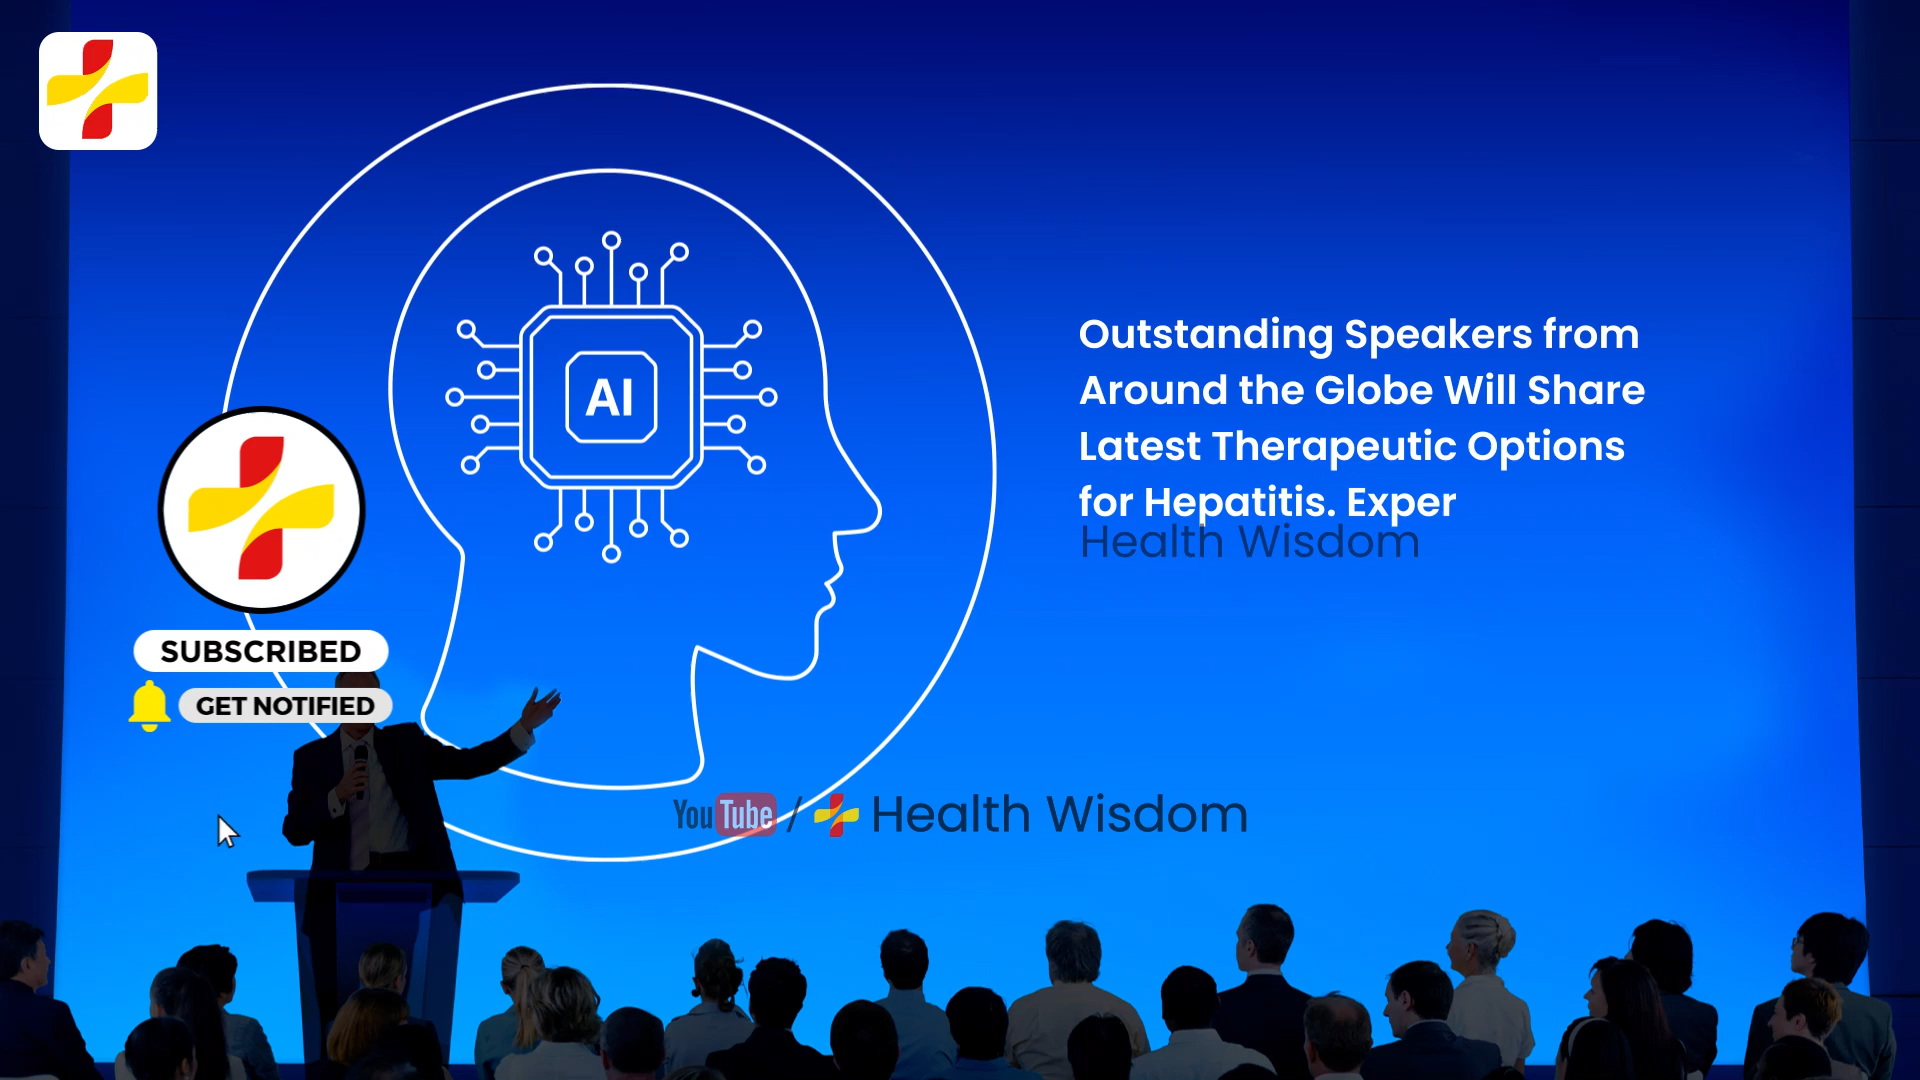 AI
Outstanding Speakers from
Around the Globe Will Share
Latest Therapeutic Options
for Hepatitis. Exper
Health Wisdom
SUBSCRIBED
GET NOTIFIED
YouTube / Health Wisdom